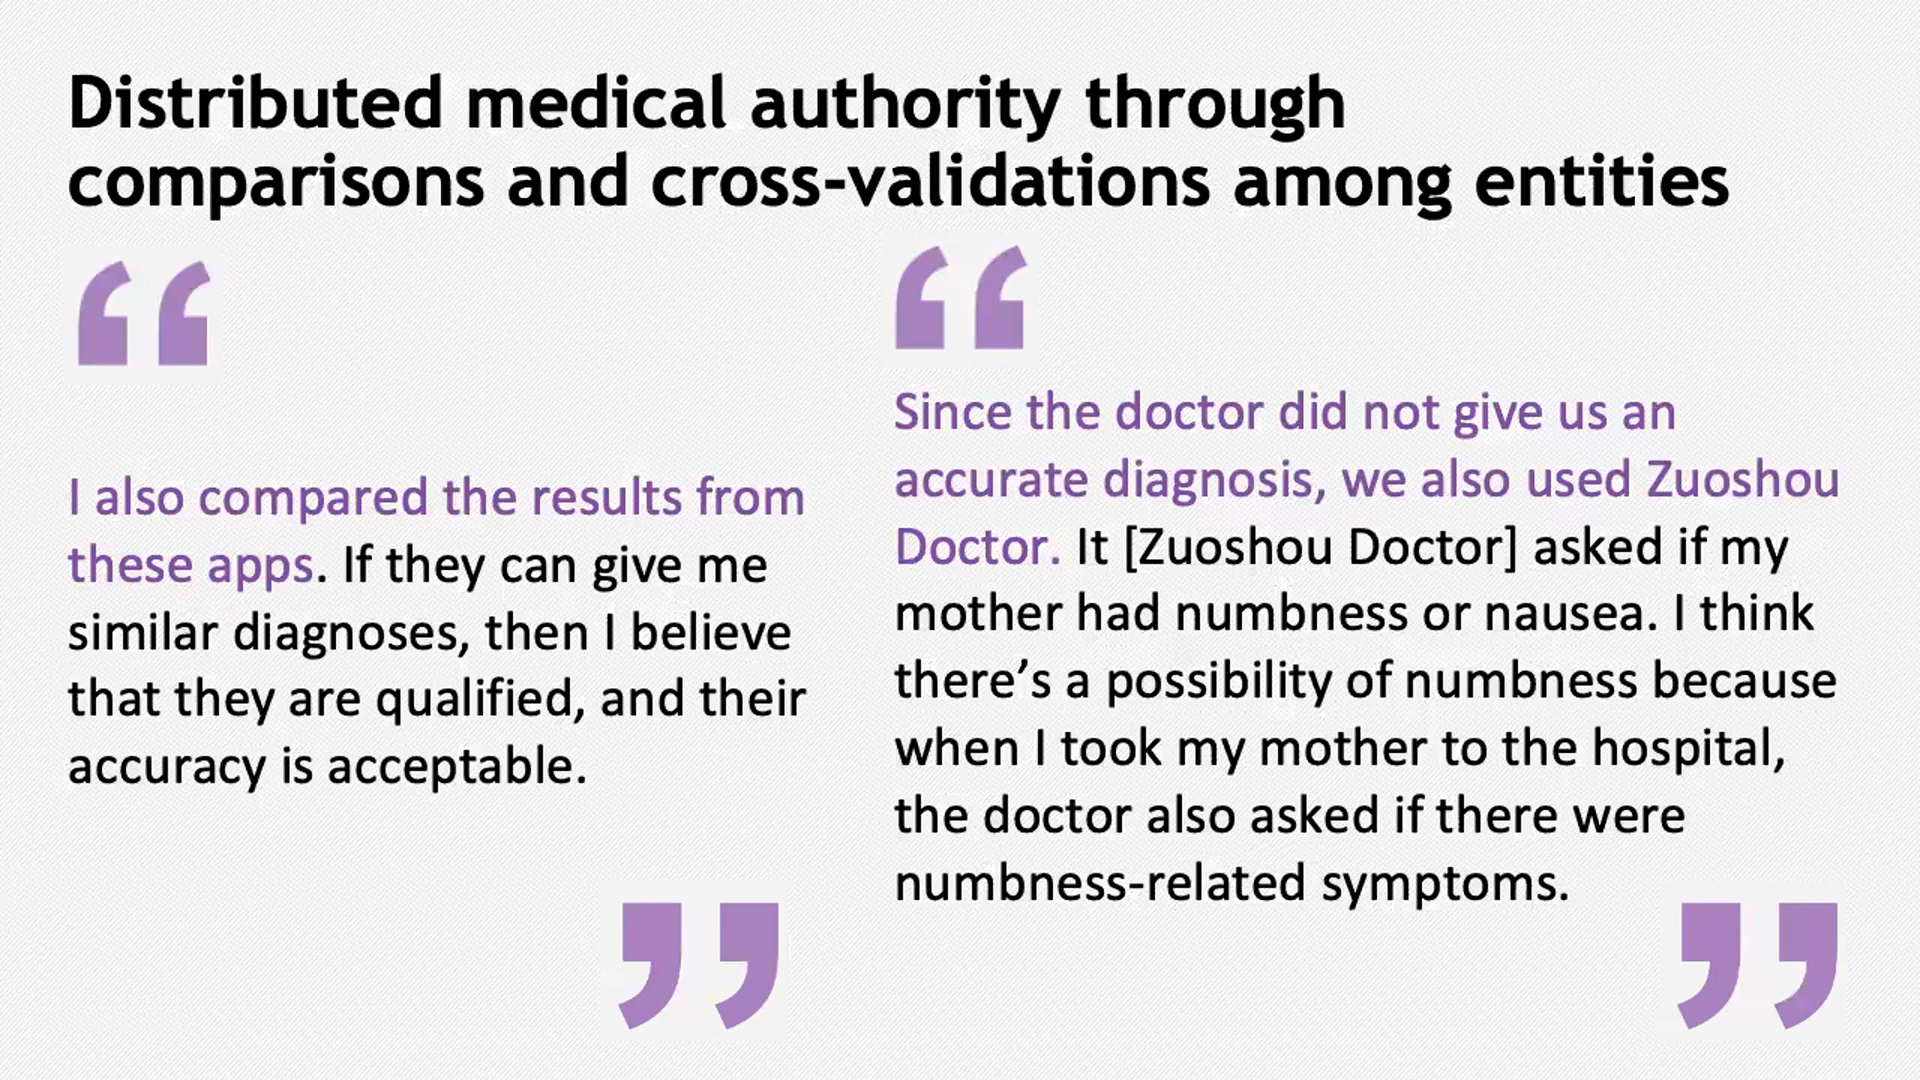 Distributed medical authority through
comparisons and cross-validations among entities
“
I also compared the results from
these apps. If they can give me
similar diagnoses, then I believe
that they are qualified, and their
accuracy is acceptable.
”
“
Since the doctor did not give us an
accurate diagnosis, we also used Zuoshou
Doctor. It [Zuoshou Doctor] asked if my
mother had numbness or nausea. I think
there’s a possibility of numbness because
when I took my mother to the hospital,
the doctor also asked if there were
numbness-related symptoms.
”